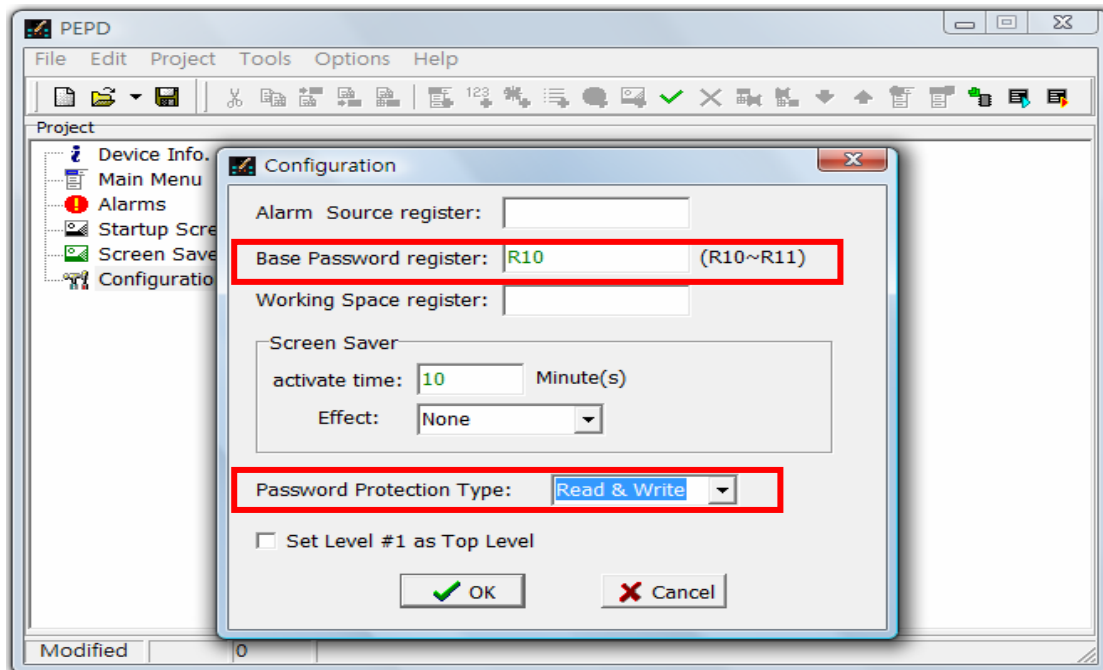 PEPD
File Edit Project Tools Options Help
123
Project
Device Info.
Main Menu
Alarms
Startup Scre
Screen Save
Configuratio
Configuration
Alarm Source register:
Base Password register: R10 (R10~R11)
Working Space register:
Screen Saver
activate time: 10 Minute(s)
Effect: None
Password Protection Type: Read & Write
Set Level #1 as Top Level
OK Cancel
Modified 0